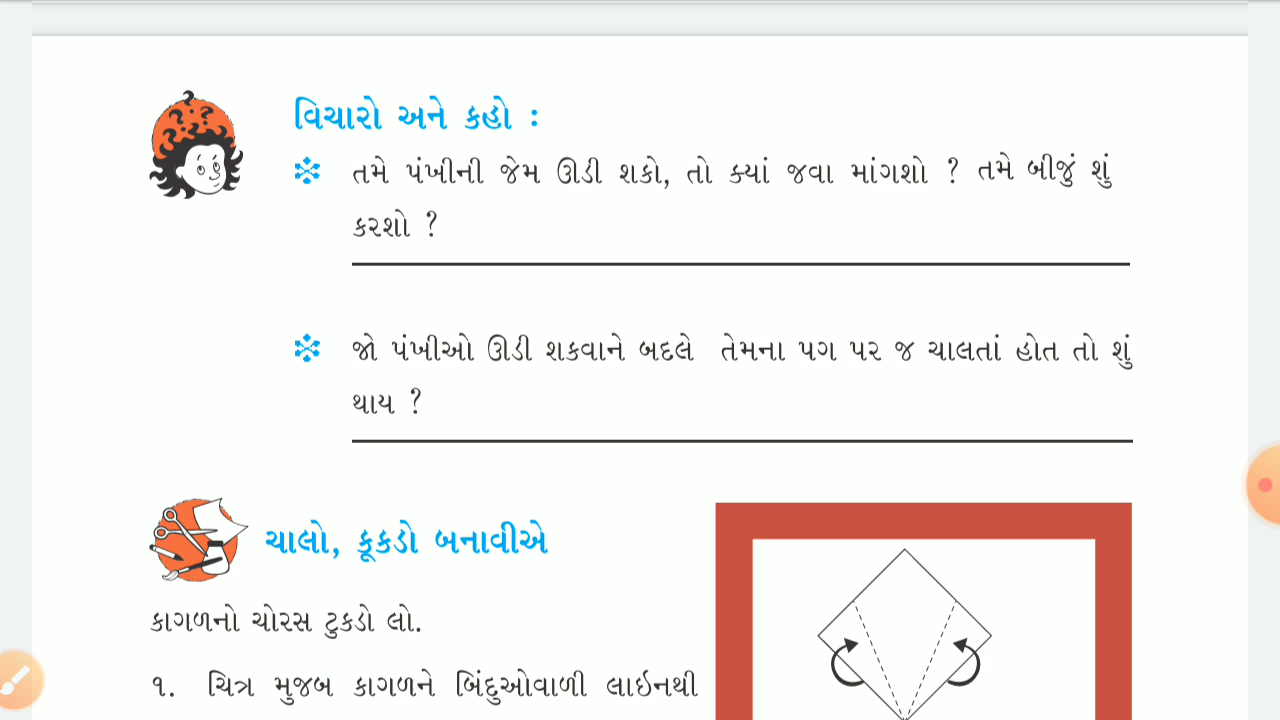 વિચારો અને કહો :
તમે પંખીની જેમ ઊડી શકો, તો ક્યાં જવા માંગશો ? તમે બીજું શું
કરશો ?
જો પંખીઓ ઊડી શકવાને બદલે તેમના પગ પર જ ચાલતાં હોત તો શું
થાય ?
ચાલો, કૂકડો બનાવીએ
કાગળનો ચોરસ ટુકડો લો.
૧. ચિત્ર મુજબ કાગળને બિંદુઓવાળી લાઇનથી